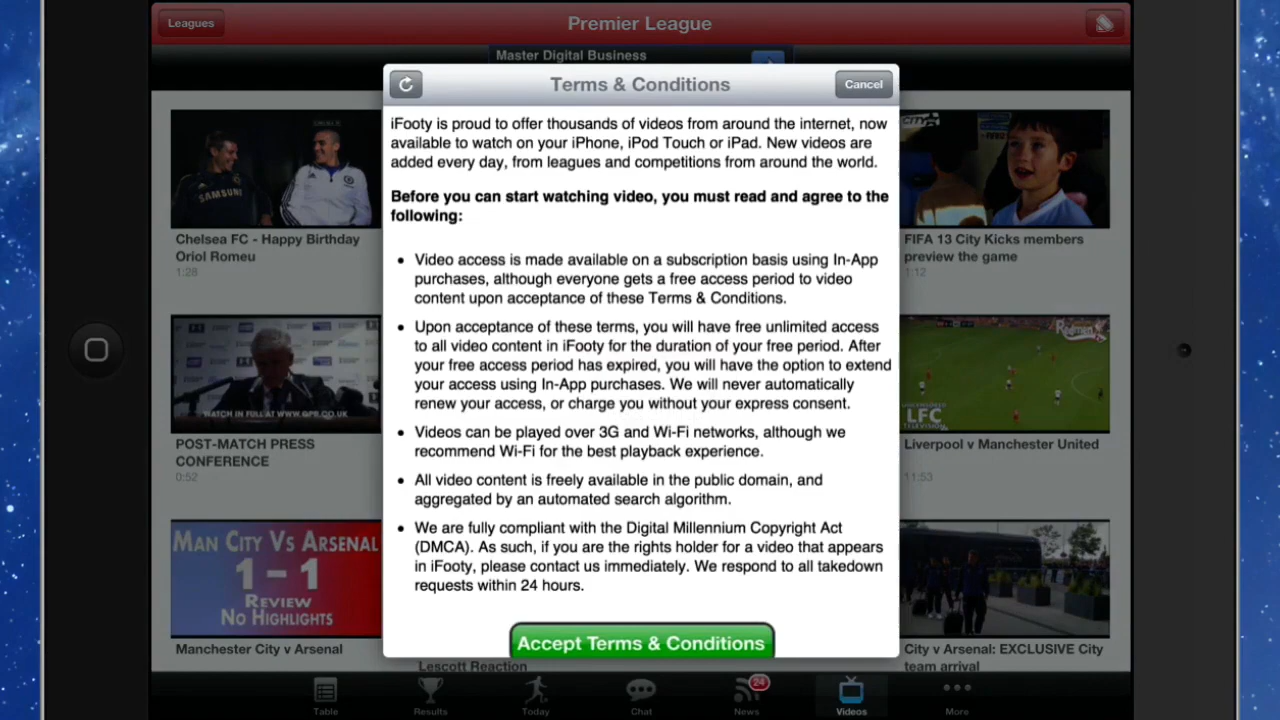 Leagues
Premier League
Master Digital Business
Terms & Conditions
Cancel
iFooty is proud to offer thousands of videos from around the internet, now
available to watch on your iPhone, iPod Touch or iPad. New videos are
added every day, from leagues and competitions from around the world.
Before you can start watching video, you must read and agree to the
following:
• Video access is made available on a subscription basis using In-App
purchases, although everyone gets a free access period to video
content upon acceptance of these Terms & Conditions.
• Upon acceptance of these terms, you will have free unlimited access
to all video content in iFooty for the duration of your free period. After
your free access period has expired, you will have the option to extend
your access using In-App purchases. We will never automatically
renew your access, or charge you without your express consent.
• Videos can be played over 3G and Wi-Fi networks, although we
recommend Wi-Fi for the best playback experience.
• All video content is freely available in the public domain, and
aggregated by an automated search algorithm.
• We are fully compliant with the Digital Millennium Copyright Act
(DMCA). As such, if you are the rights holder for a video that appears
in iFooty, please contact us immediately. We respond to all takedown
requests within 24 hours.
Accept Terms & Conditions
SAMSUNG
Chelsea FC - Happy Birthday
Oriol Romeu
1:28
CITY
FIFA 13 City Kicks members
preview the game
1:12
WATCH IN FULL AT WWW.GPR.CO.UK
POST-MATCH PRESS
CONFERENCE
0:52
Redmen
LFC
TELEVISION
Liverpool v Manchester United
11:53
MAN CITY VS ARSENAL
1 - 1
REVIEW
NO HIGHLIGHTS
Manchester City v Arsenal
Lescott Reaction
City v Arsenal: EXCLUSIVE City
team arrival
Table
Results
Today
Chat
24
News
Videos
More